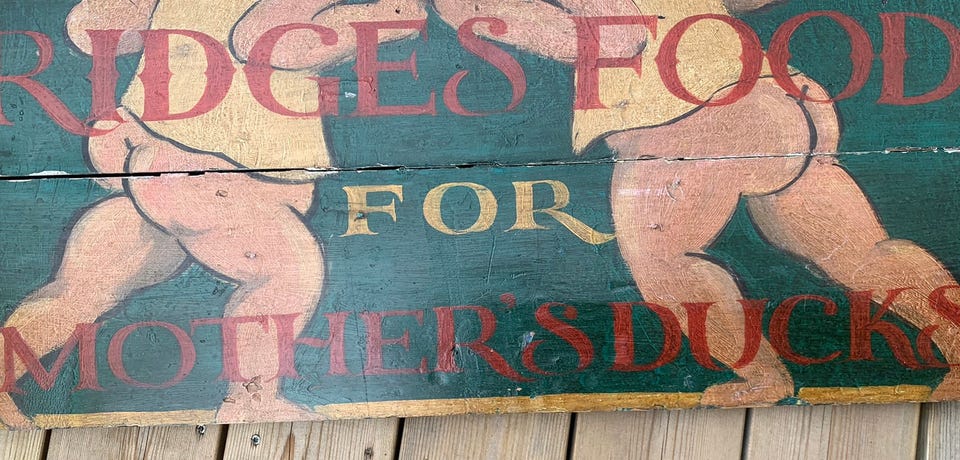 RIDGES FOOD
FOR
MOTHER'S DUCKS